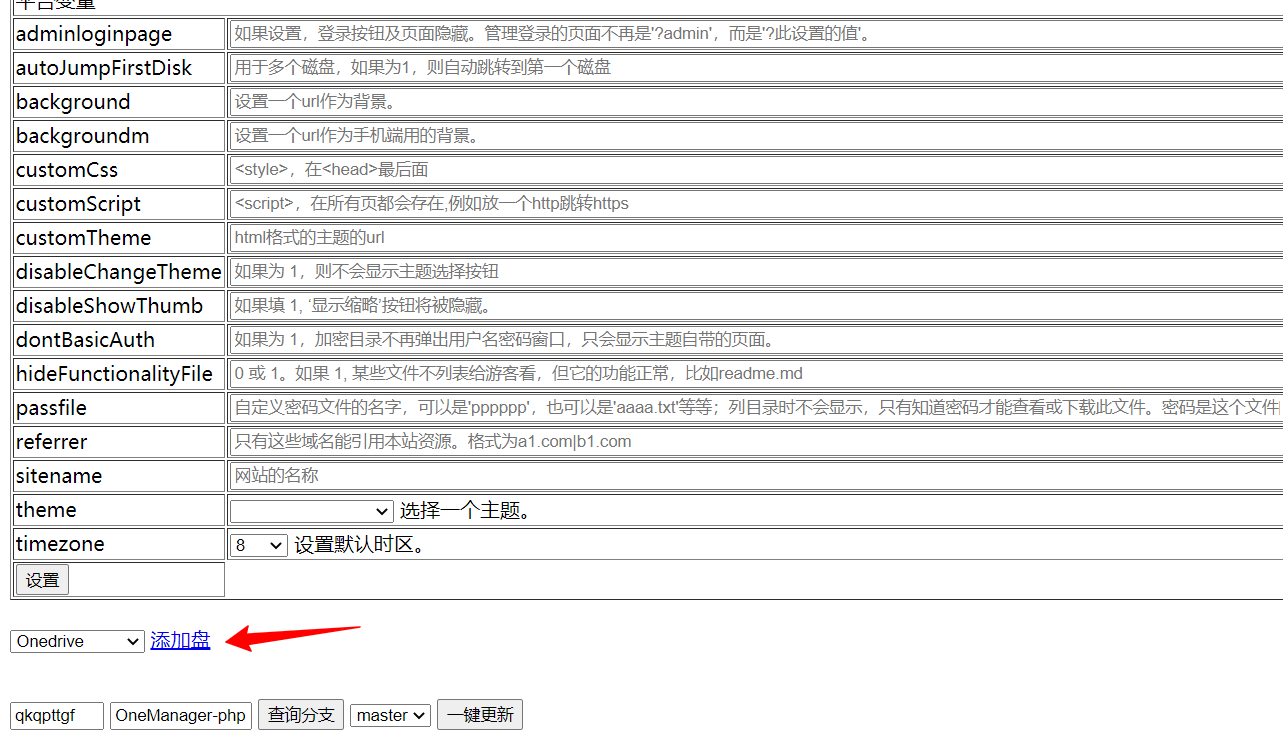 平台变量
adminloginpage 如果设置，登录按钮及页面隐藏。管理登录的页面不再是'?admin'，而是'?此设置的值'。
autoJumpFirstDisk 用于多个磁盘，如果为1，则自动跳转到第一个磁盘
background 设置一个url作为背景。
backgroundm 设置一个url作为手机端用的背景。
customCss <style>，在<head>最后面
customScript <script>，在所有页都会存在,例如放一个http跳转https
customTheme html格式的主题的url
disableChangeTheme 如果为 1，则不会显示主题选择按钮
disableShowThumb 如果填 1, ‘显示缩略’按钮将被隐藏。
dontBasicAuth 如果为 1，加密目录不再弹出用户名密码窗口，只会显示主题自带的页面。
hideFunctionalityFile 0 或 1。如果 1, 某些文件不列表给游客看，但它的功能正常，比如readme.md
passfile 自定义密码文件的名字，可以是'pppppp'，也可以是'aaaa.txt'等等；列目录时不会显示，只有知道密码才能查看或下载此文件。密码是这个文件
referrer 只有这些域名能引用本站资源。格式为a1.com|b1.com
sitename 网站的名称
theme 选择一个主题。
timezone 8 设置默认时区。
设置
Onedrive 添加盘
qkqpttgf OneManager-php 查询分支 master 一键更新